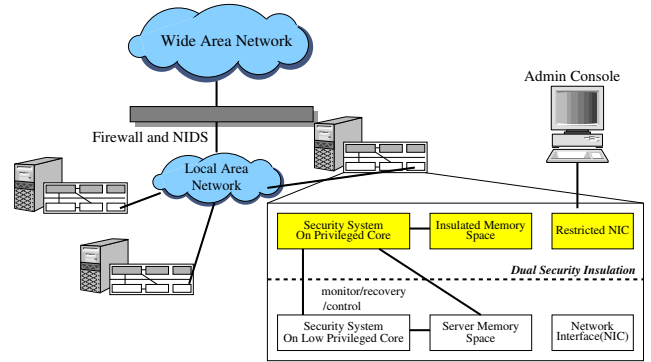 Wide Area Network
Admin Console
Firewall and NIDS
Local Area
Network
Security System
On Privileged Core
Insulated Memory
Space
Restricted NIC
Dual Security Insulation
monitor/recovery
/control
Security System
On Low Privileged Core
Server Memory
Space
Network
Interface(NIC)